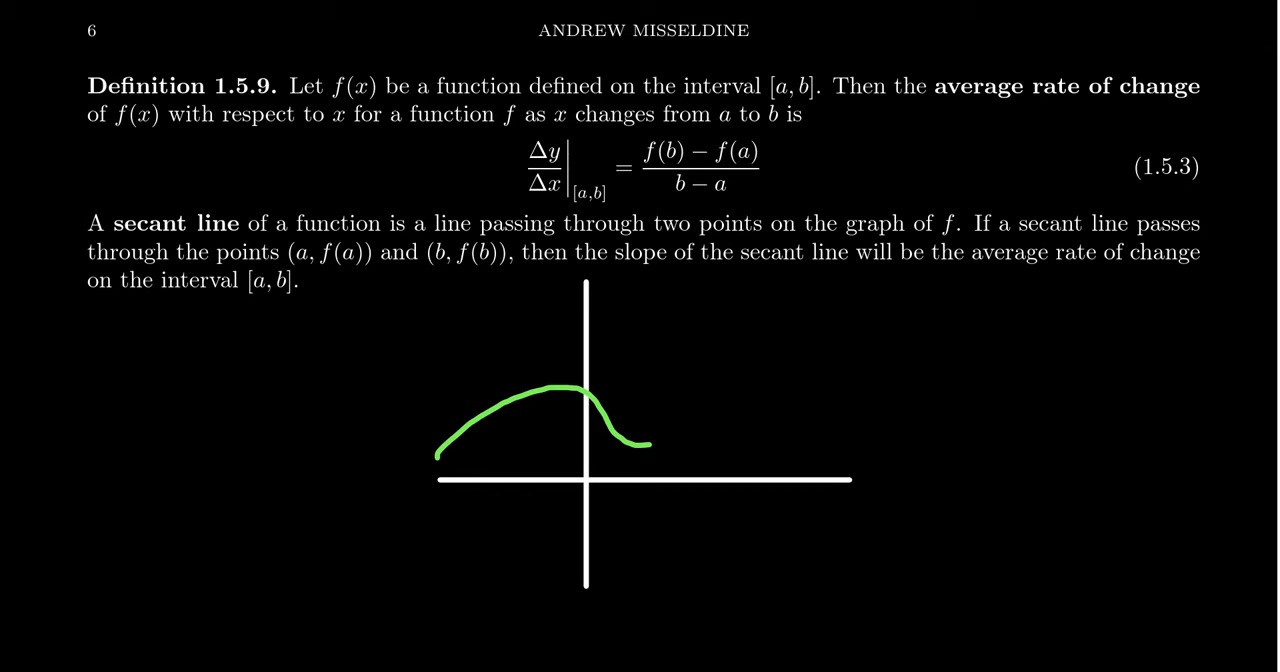 6 ANDREW MISSELDINE
Definition 1.5.9. Let f(x) be a function defined on the interval [a, b]. Then the average rate of change
of f(x) with respect to x for a function f as x changes from a to b is
Δy/Δx|[a,b] = f(b) − f(a)/b − a (1.5.3)
A secant line of a function is a line passing through two points on the graph of f. If a secant line passes
through the points (a, f(a)) and (b, f(b)), then the slope of the secant line will be the average rate of change
on the interval [a, b].